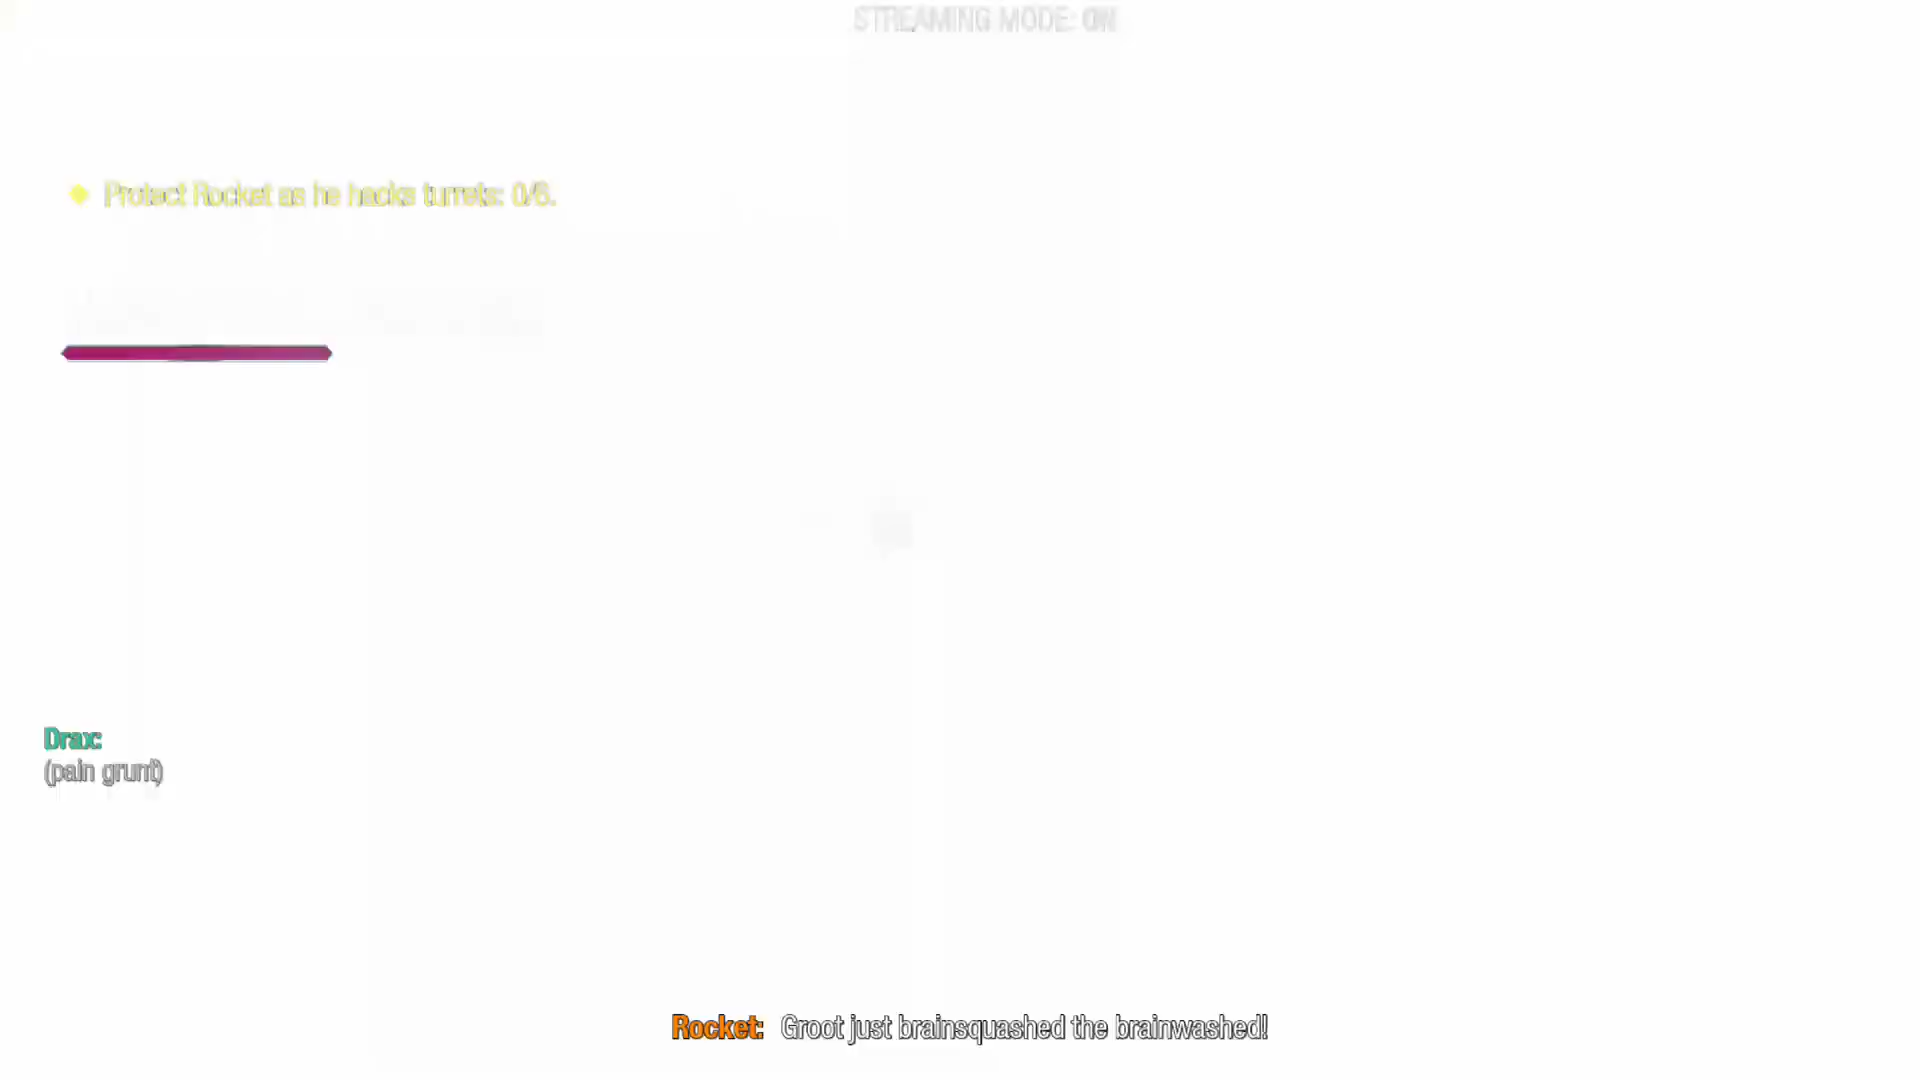 STREAMING MODE: ON
Protect Rocket as he hacks turrets: 0/6.
Drax:
(pain grunt)
Rocket: Groot just brainsquashed the brainwashed!